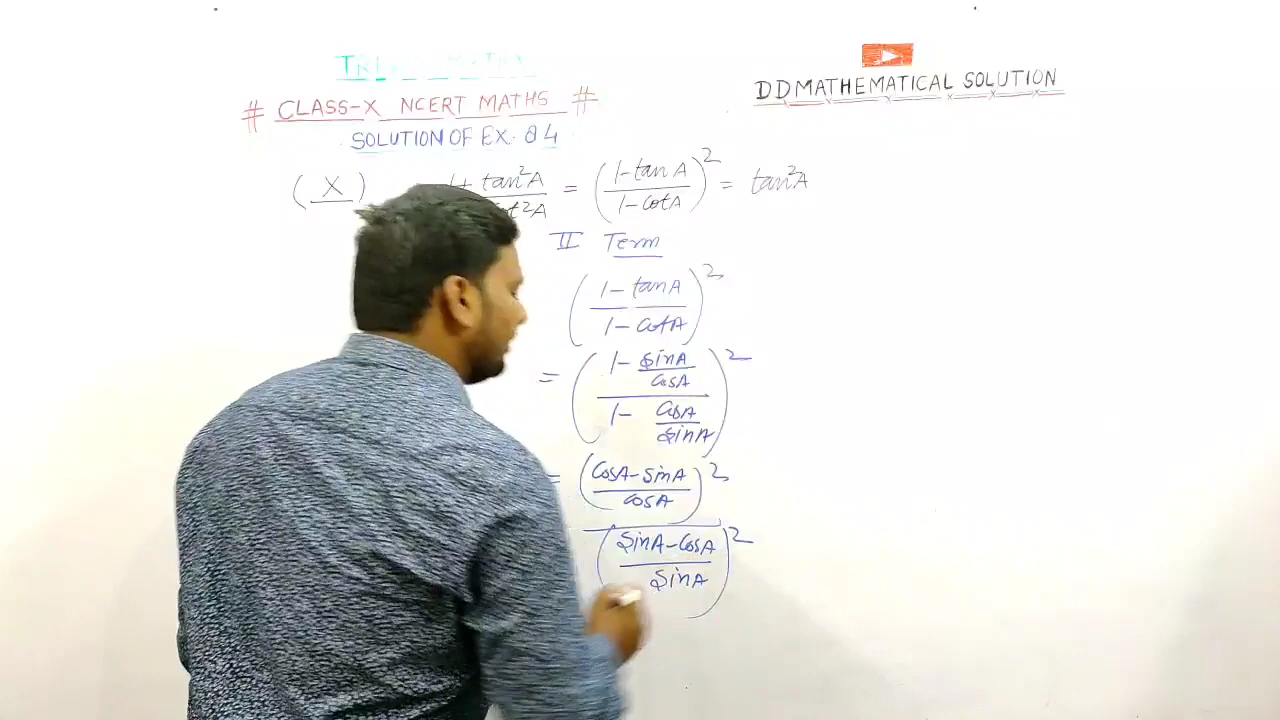 # CLASS-X NCERT MATHS #
SOLUTION OF EX. 8.4
DDMATHEMATICAL SOLUTION
(X) 1+tan²A = (1-tanA / 1-cotA)² = tan²A
II Term
(1-tanA / 1-cotA)²
= (1-sinA/cosA / 1-cosA/sinA)²
= (cosA-sinA / cosA)²
(sinA-cosA / sinA)²